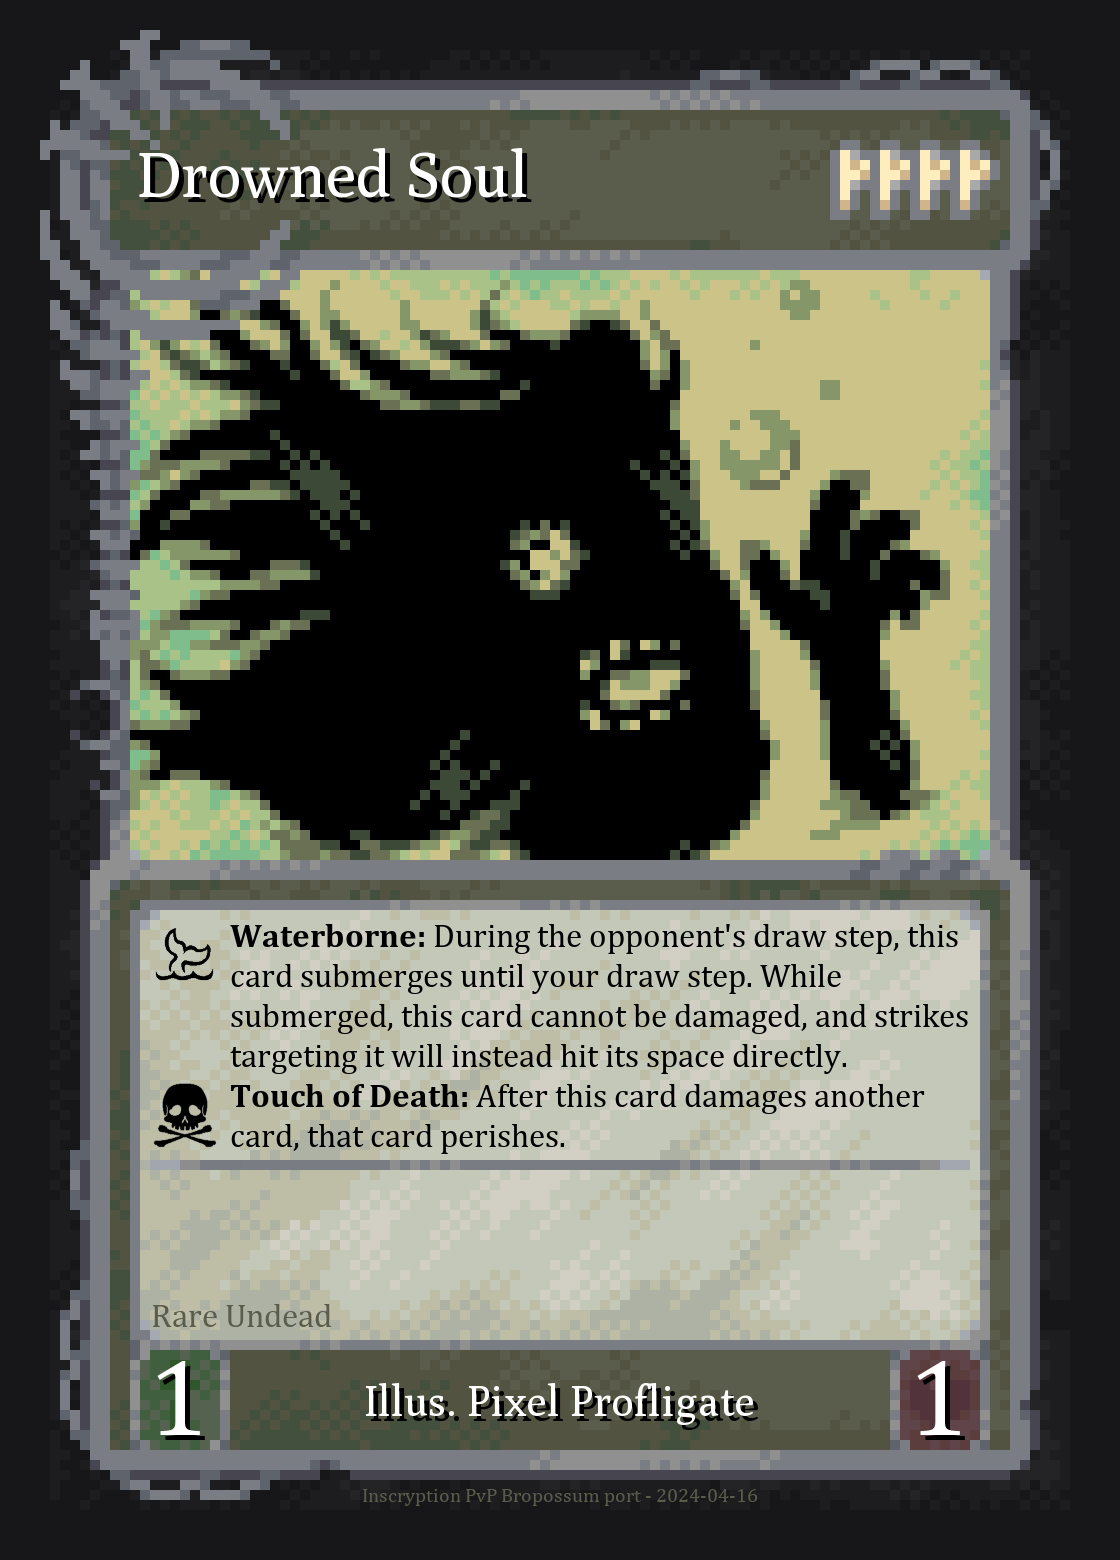 Drowned Soul
Waterborne: During the opponent's draw step, this
card submerges until your draw step. While
submerged, this card cannot be damaged, and strikes
targeting it will instead hit its space directly.
Touch of Death: After this card damages another
card, that card perishes.
Rare Undead
1
Illus. Pixel Profligate
1
Inscryption PvP Bropossum port - 2024-04-16